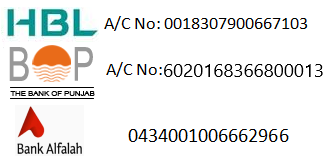 HBL A/C No: 0018307900667103
BOP A/C No:6020168366800013
THE BANK OF PUNJAB
Bank Alfalah 0434001006662966